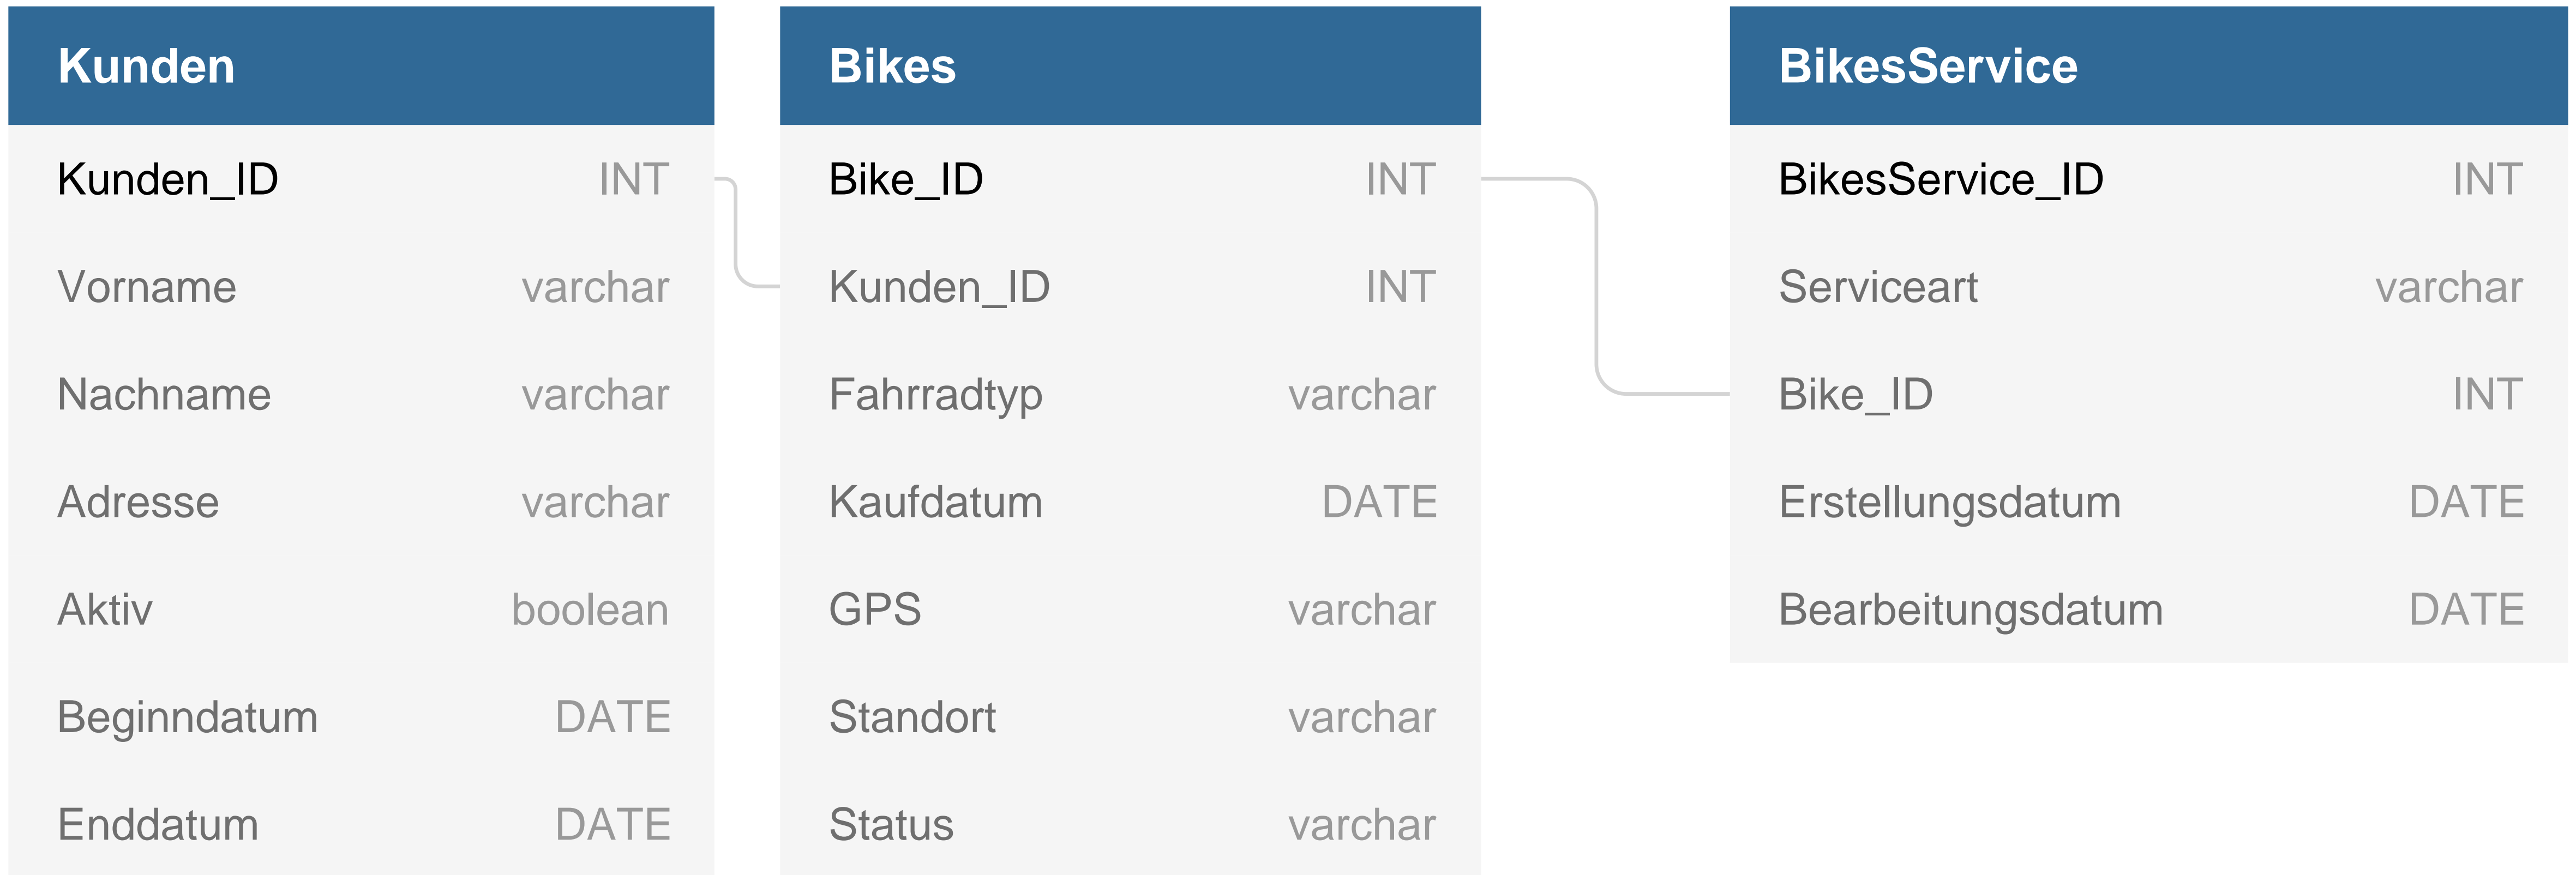 Kunden
Kunden_ID INT
Vorname varchar
Nachname varchar
Adresse varchar
Aktiv boolean
Beginndatum DATE
Enddatum DATE
Bikes
Bike_ID INT
Kunden_ID INT
Fahrradtyp varchar
Kaufdatum DATE
GPS varchar
Standort varchar
Status varchar
BikesService
BikesService_ID INT
Serviceart varchar
Bike_ID INT
Erstellungsdatum DATE
Bearbeitungsdatum DATE